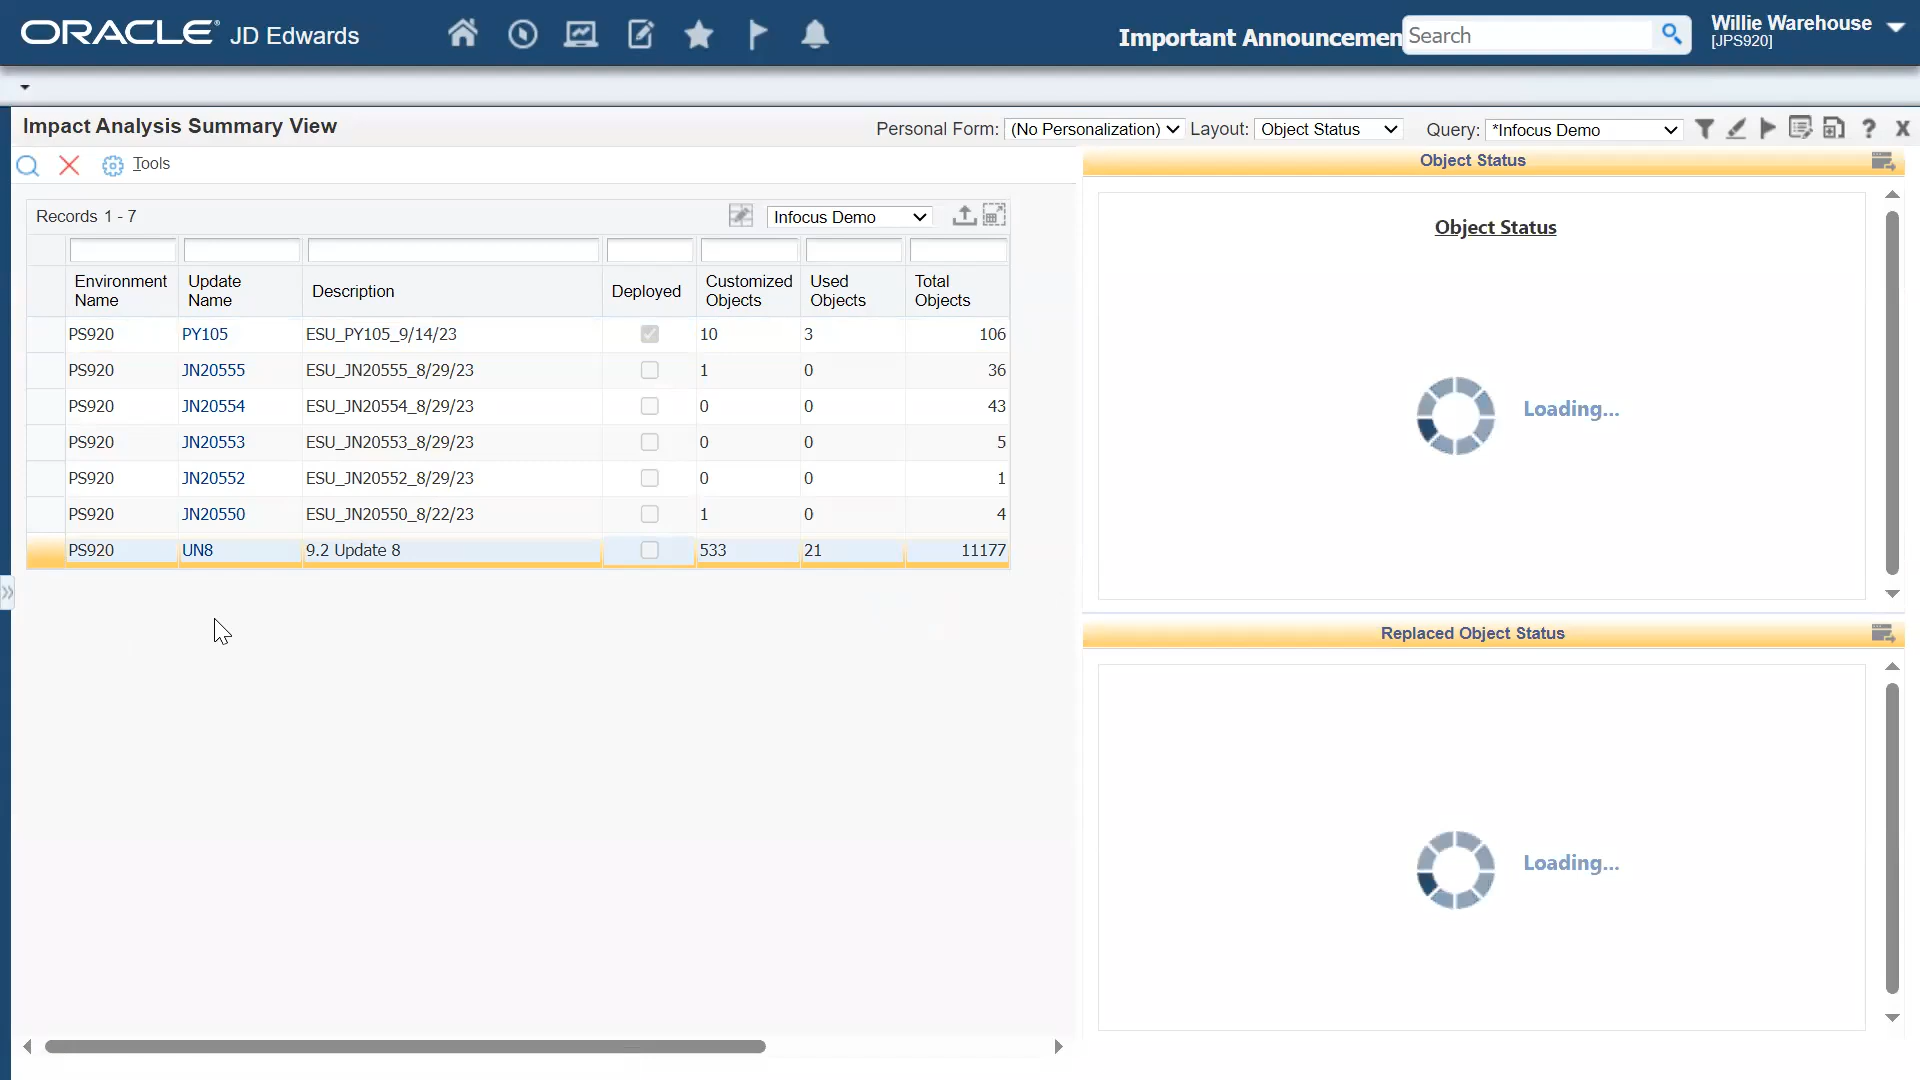 ORACLE JD Edwards
Important Announcemen
Search
Willie Warehouse
[JPS920]
Impact Analysis Summary View
Personal Form: (No Personalization) Layout: Object Status Query: *Infocus Demo
Tools
Records 1 - 7
Infocus Demo
Environment Name Update Name Description Deployed Customized Objects Used Objects Total Objects
PS920 PY105 ESU_PY105_9/14/23 10 3 106
PS920 JN20555 ESU_JN20555_8/29/23 1 0 36
PS920 JN20554 ESU_JN20554_8/29/23 0 0 43
PS920 JN20553 ESU_JN20553_8/29/23 0 0 5
PS920 JN20552 ESU_JN20552_8/29/23 0 0 1
PS920 JN20550 ESU_JN20550_8/22/23 1 0 4
PS920 UN8 9.2 Update 8 533 21 11177
Object Status
Object Status
Loading...
Replaced Object Status
Loading...